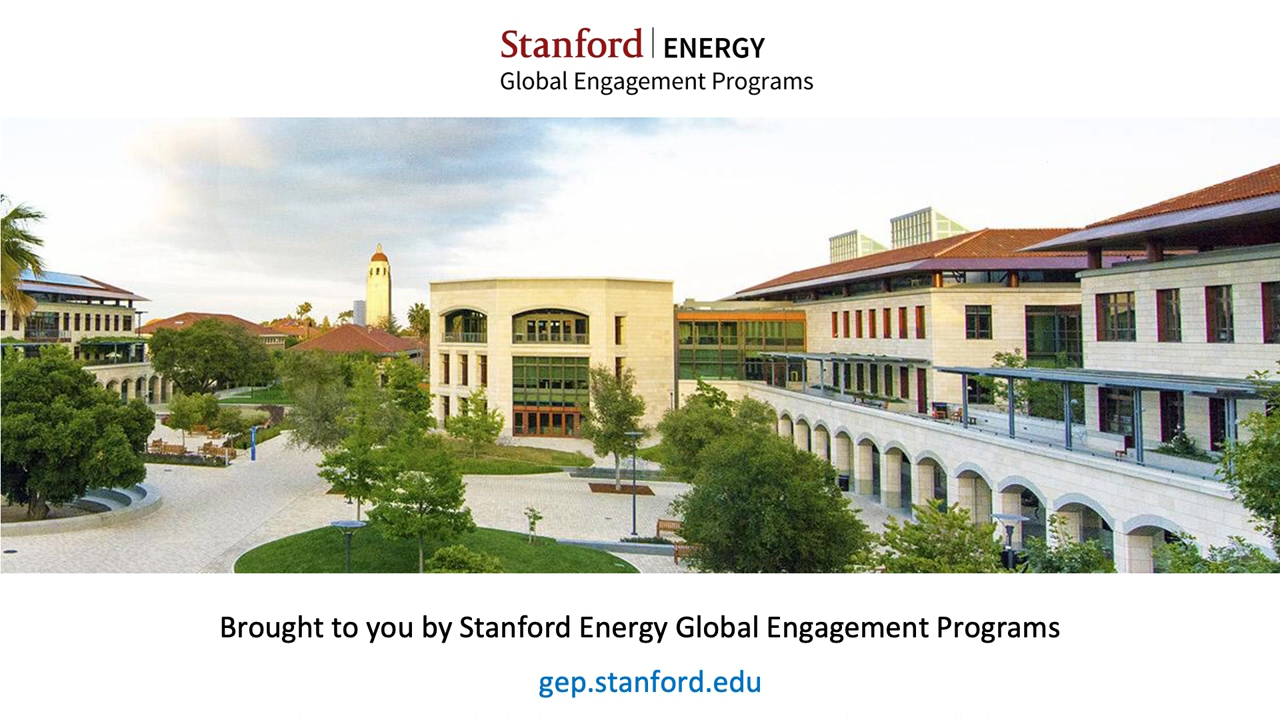 Stanford | ENERGY
Global Engagement Programs
Brought to you by Stanford Energy Global Engagement Programs
gep.stanford.edu